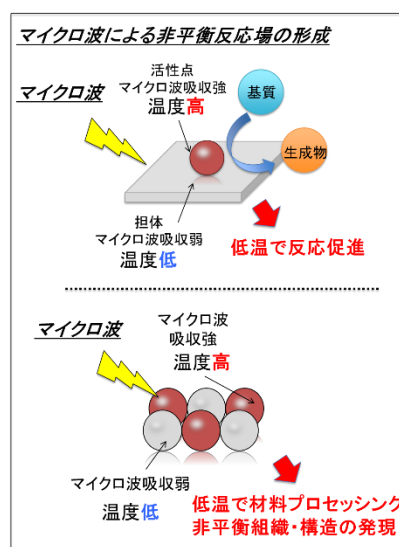 マイクロ波による非平衡反応場の形成
マイクロ波
活性点
マイクロ波吸収強
温度高
基質
生成物
担体
マイクロ波吸収弱
温度低
低温で反応促進
マイクロ波
マイクロ波
吸収強
温度高
マイクロ波吸収弱
温度低
低温で材料プロセッシング
非平衡組織・構造の発現